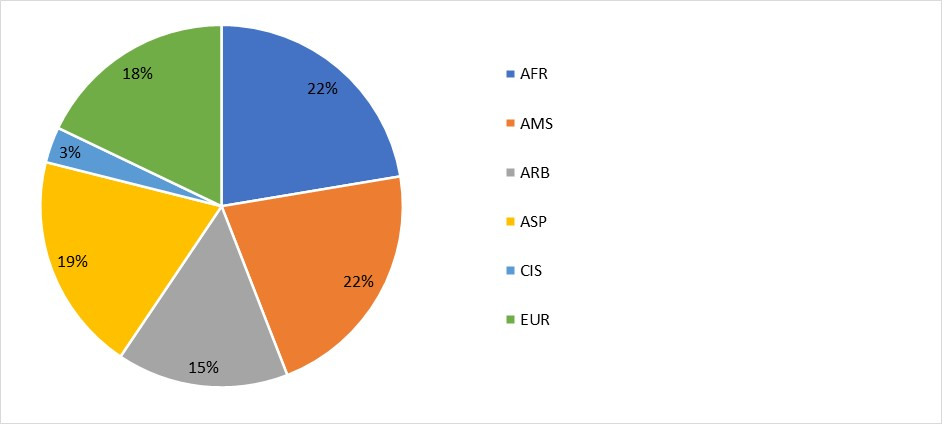 18%
22%
3%
19%
22%
15%
AFR
AMS
ARB
ASP
CIS
EUR